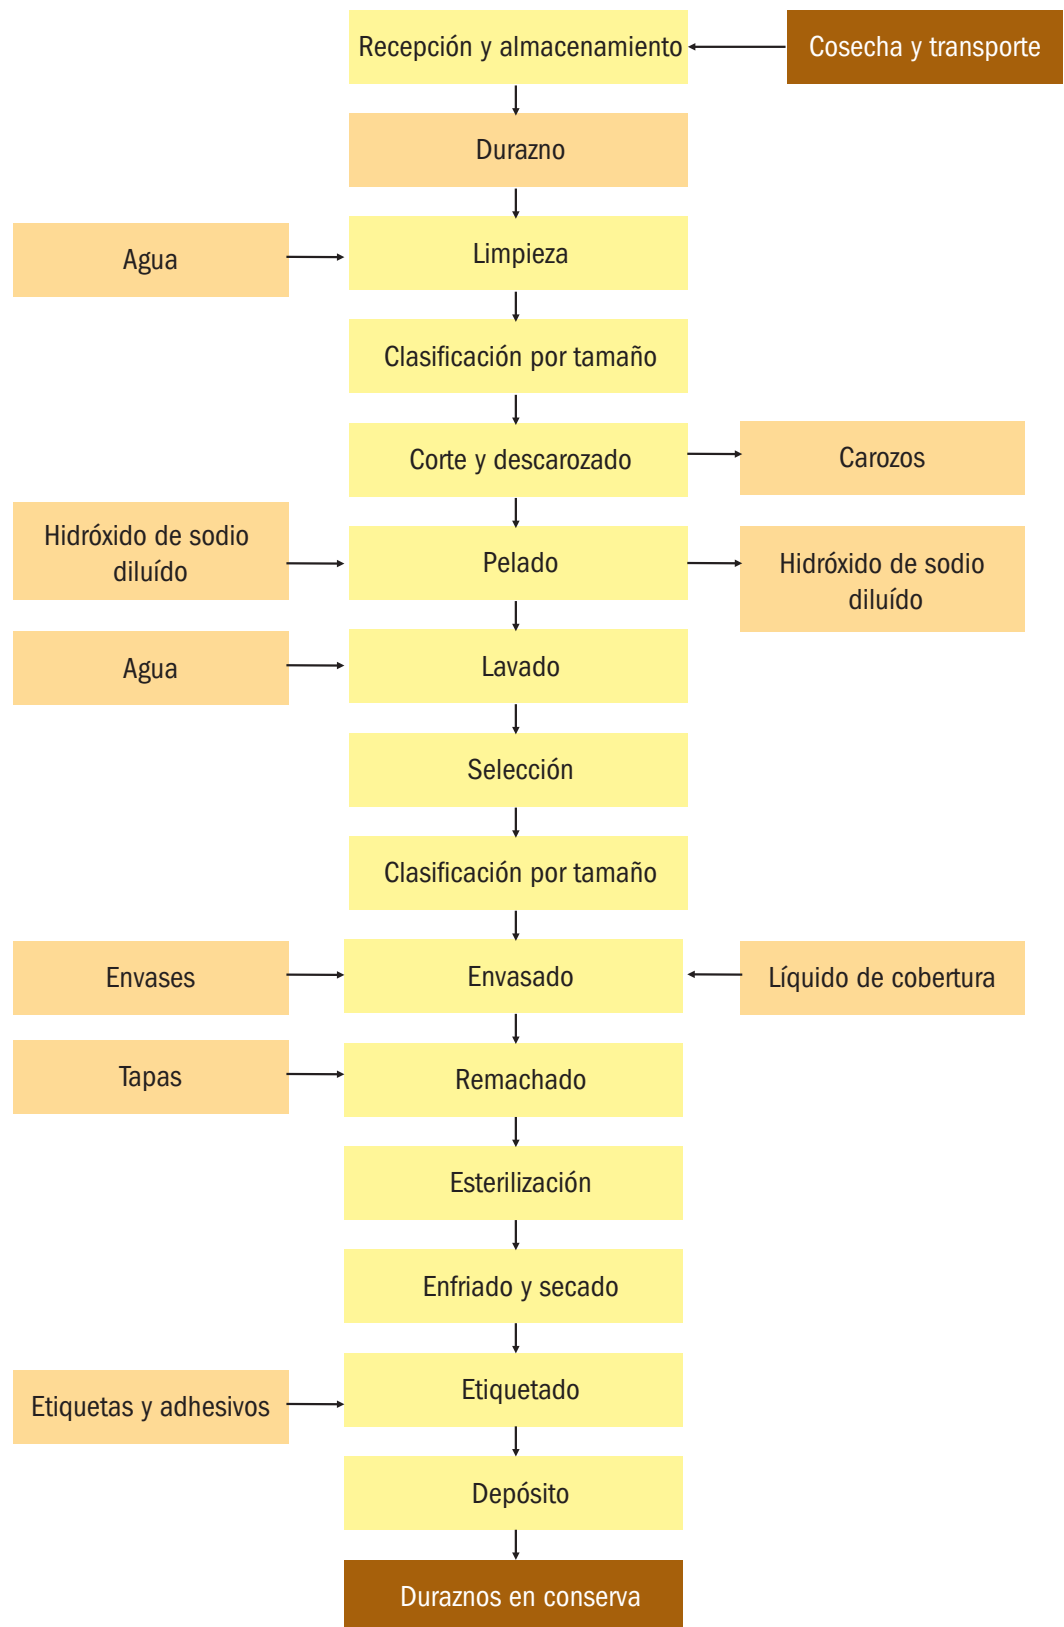 Recepción y almacenamiento
Cosecha y transporte
Durazno
Agua
Limpieza
Clasificación por tamaño
Corte y descarozado
Carozos
Hidróxido de sodio
diluído
Pelado
Hidróxido de sodio
diluído
Agua
Lavado
Selección
Clasificación por tamaño
Envases
Envasado
Líquido de cobertura
Tapas
Remachado
Esterilización
Enfriado y secado
Etiquetas y adhesivos
Etiquetado
Depósito
Duraznos en conserva